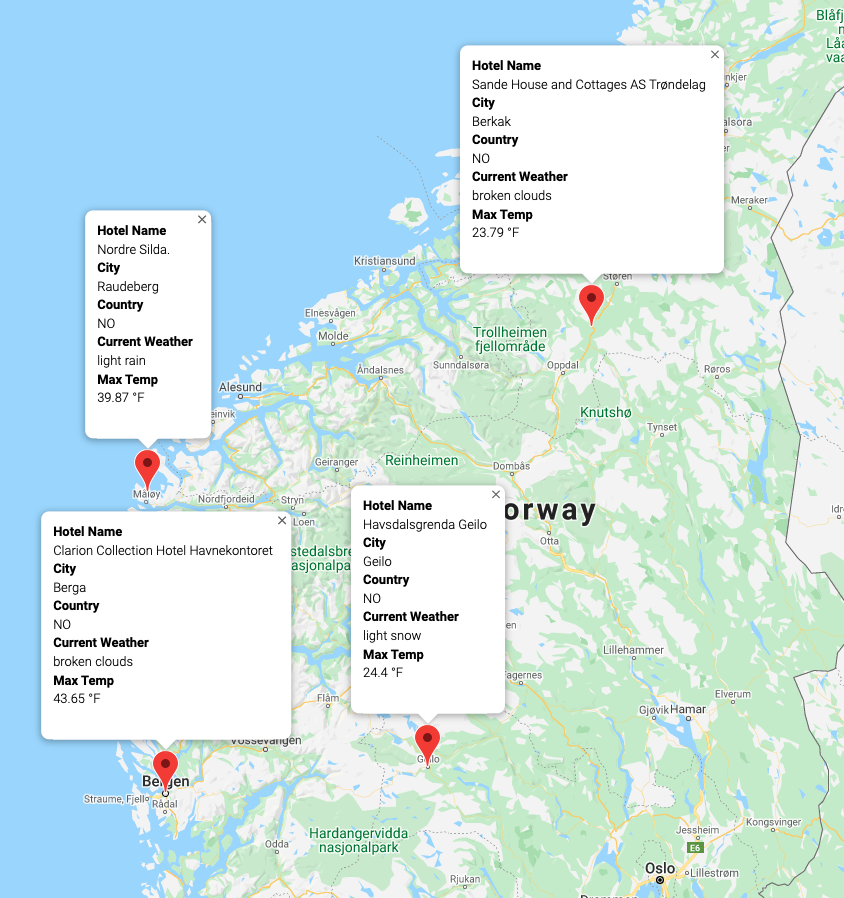 Blåfj
Hotel Name
Sande House and Cottages AS Trøndelag
City
Berkak
Country
NO
Current Weather
broken clouds
Max Temp
23.79 °F
Meraker
Hotel Name
Nordre Silda.
City
Raudeberg
Country
NO
Current Weather
light rain
Max Temp
39.87 °F
Kristiansund
Støren
Elnesvågen
Molde
Trollheimen
fjellområde
Sunndalsøra
Oppdal
Åndalsnes
Røros
Alesund
Knutshø
Tynset
Geiranger
Reinheimen
Dombås
Måløy
Nordfjordeid
Stryn
Loen
orway
Otta
Hotel Name
Clarion Collection Hotel Havnekontoret
City
Berga
Country
NO
Current Weather
broken clouds
Max Temp
43.65 °F
Hotel Name
Havsdalsgrenda Geilo
City
Geilo
Country
NO
Current Weather
light snow
Max Temp
24.4 °F
stedalsbre
asjonalpa
Lillehammer
agernes
Elverum
Flåm
Gjøvik
Hamar
Vossevangen
Geilo
Bergen
Straume, Fjell
Rådal
Hardangervidda
nasjonalpark
Odda
Kongsvinger
Jessheim
E6
Oslo
Lillestrøm
Rjukan
Drammen